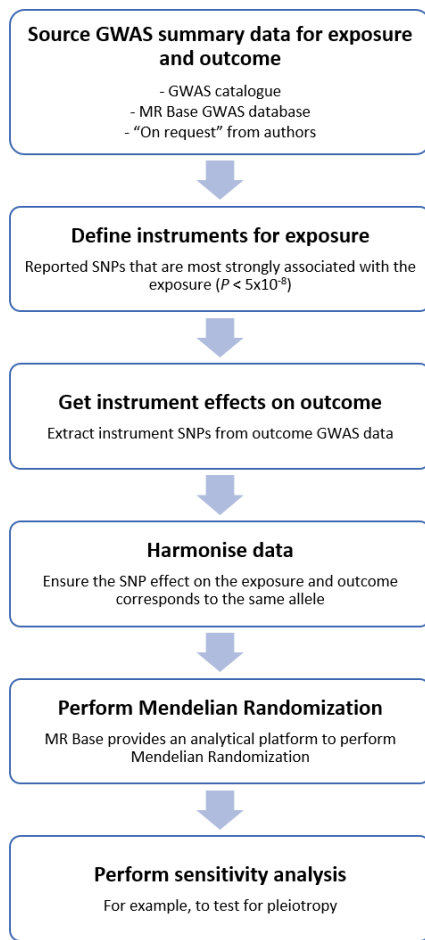 Source GWAS summary data for exposure
and outcome
- GWAS catalogue
- MR Base GWAS database
- “On request” from authors
Define instruments for exposure
Reported SNPs that are most strongly associated with the
exposure (P < 5x10⁻⁸)
Get instrument effects on outcome
Extract instrument SNPs from outcome GWAS data
Harmonise data
Ensure the SNP effect on the exposure and outcome
corresponds to the same allele
Perform Mendelian Randomization
MR Base provides an analytical platform to perform
Mendelian Randomization
Perform sensitivity analysis
For example, to test for pleiotropy